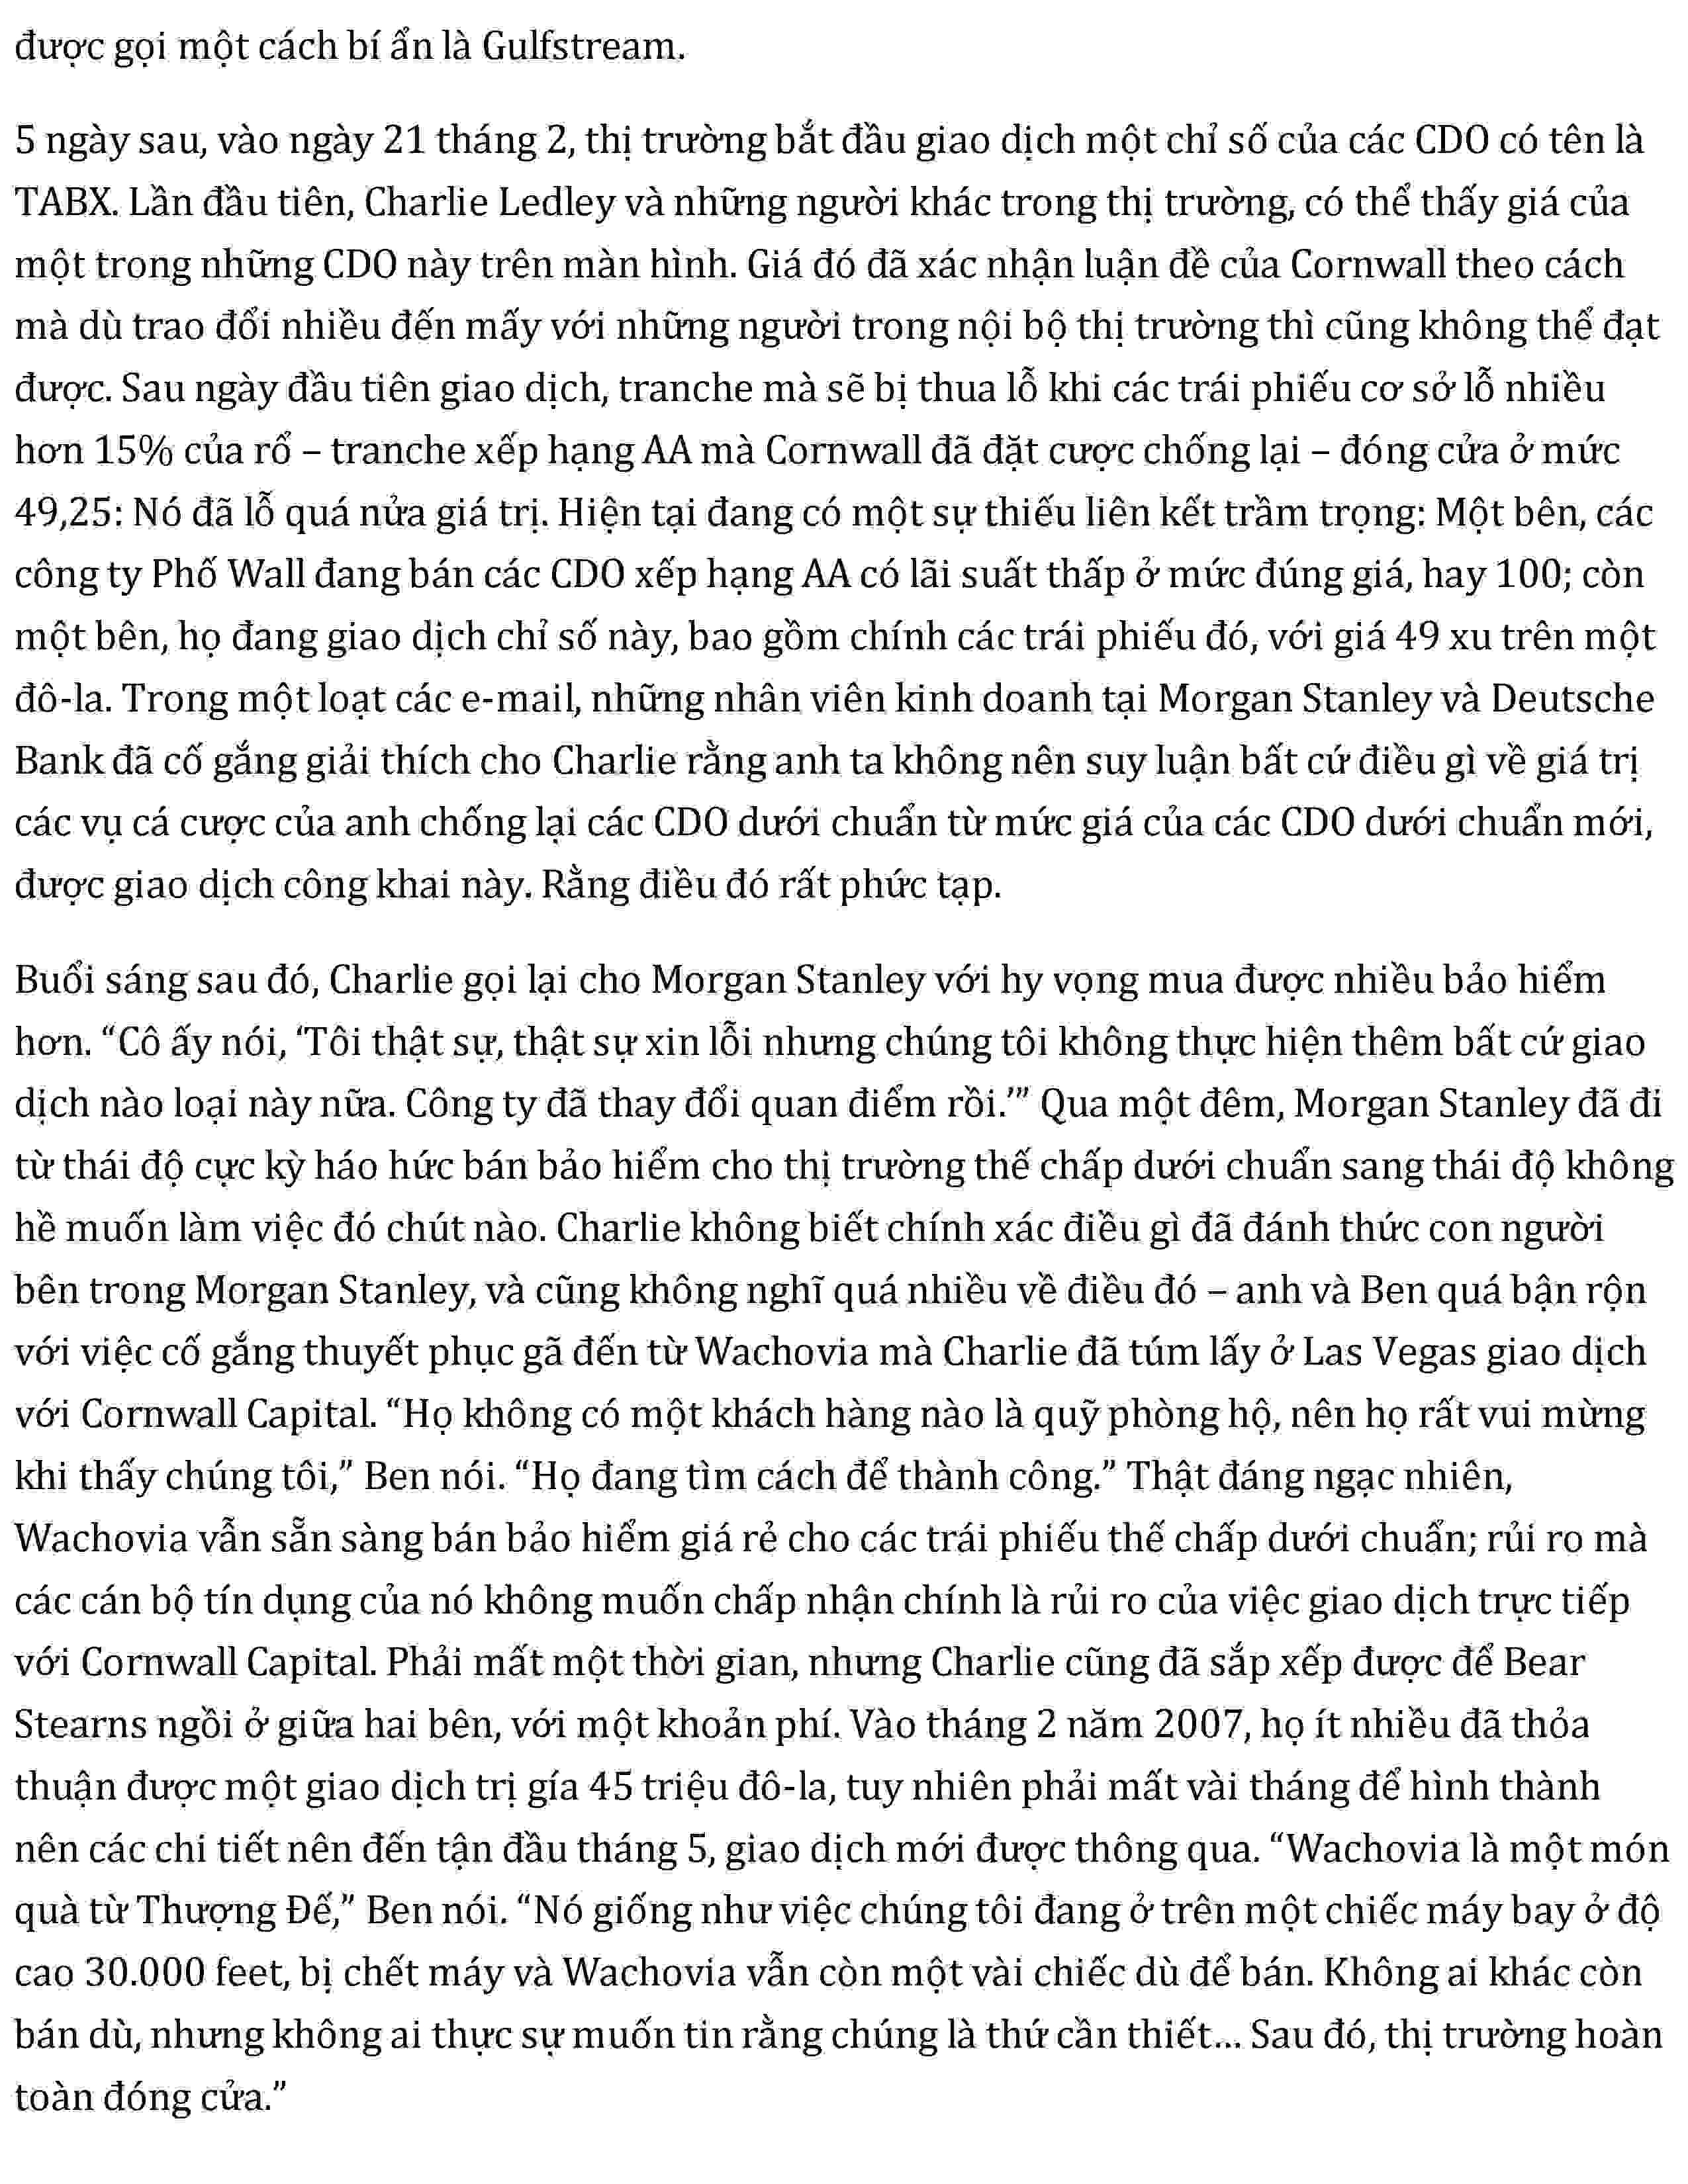 được gọi một cách bí ẩn là Gulfstream.
5 ngày sau, vào ngày 21 tháng 2, thị trường bắt đầu giao dịch một chỉ số của các CDO có tên là
TABX. Lần đầu tiên, Charlie Ledley và những người khác trong thị trường, có thể thấy giá của
một trong những CDO này trên màn hình. Giá đó đã xác nhận luận đề của Cornwall theo cách
mà dù trao đổi nhiều đến mấy với những người trong nội bộ thị trường thì cũng không thể đạt
được. Sau ngày đầu tiên giao dịch, tranche mà sẽ bị thua lỗ khi các trái phiếu cơ sở lỗ nhiều
hơn 15% của rổ – tranche xếp hạng AA mà Cornwall đã đặt cược chống lại – đóng cửa ở mức
49,25: Nó đã lỗ quá nửa giá trị. Hiện tại đang có một sự thiếu liên kết trầm trọng: Một bên, các
công ty Phố Wall đang bán các CDO xếp hạng AA có lãi suất thấp ở mức đúng giá, hay 100; còn
một bên, họ đang giao dịch chỉ số này, bao gồm chính các trái phiếu đó, với giá 49 xu trên một
đô-la. Trong một loạt các e-mail, những nhân viên kinh doanh tại Morgan Stanley và Deutsche
Bank đã cố gắng giải thích cho Charlie rằng anh ta không nên suy luận bất cứ điều gì về giá trị
các vụ cá cược của anh chống lại các CDO dưới chuẩn từ mức giá của các CDO dưới chuẩn mới,
được giao dịch công khai này. Rằng điều đó rất phức tạp.
Buổi sáng sau đó, Charlie gọi lại cho Morgan Stanley với hy vọng mua được nhiều bảo hiểm
hơn. “Cô ấy nói, ‘Tôi thật sự, thật sự xin lỗi nhưng chúng tôi không thực hiện thêm bất cứ giao
dịch nào loại này nữa. Công ty đã thay đổi quan điểm rồi.’” Qua một đêm, Morgan Stanley đã đi
từ thái độ cực kỳ háo hức bán bảo hiểm cho thị trường thế chấp dưới chuẩn sang thái độ không
hề muốn làm việc đó chút nào. Charlie không biết chính xác điều gì đã đánh thức con người
bên trong Morgan Stanley, và cũng không nghĩ quá nhiều về điều đó – anh và Ben quá bận rộn
với việc cố gắng thuyết phục gã đến từ Wachovia mà Charlie đã túm lấy ở Las Vegas giao dịch
với Cornwall Capital. “Họ không có một khách hàng nào là quỹ phòng hộ, nên họ rất vui mừng
khi thấy chúng tôi,” Ben nói. “Họ đang tìm cách để thành công.” Thật đáng ngạc nhiên,
Wachovia vẫn sẵn sàng bán bảo hiểm giá rẻ cho các trái phiếu thế chấp dưới chuẩn; rủi ro mà
các cán bộ tín dụng của nó không muốn chấp nhận chính là rủi ro của việc giao dịch trực tiếp
với Cornwall Capital. Phải mất một thời gian, nhưng Charlie cũng đã sắp xếp được để Bear
Stearns ngồi ở giữa hai bên, với một khoản phí. Vào tháng 2 năm 2007, họ ít nhiều đã thỏa
thuận được một giao dịch trị gía 45 triệu đô-la, tuy nhiên phải mất vài tháng để hình thành
nên các chi tiết nên đến tận đầu tháng 5, giao dịch mới được thông qua. “Wachovia là một món
quà từ Thượng Đế,” Ben nói. “Nó giống như việc chúng tôi đang ở trên một chiếc máy bay ở độ
cao 30.000 feet, bị chết máy và Wachovia vẫn còn một vài chiếc dù để bán. Không ai khác còn
bán dù, nhưng không ai thực sự muốn tin rằng chúng là thứ cần thiết... Sau đó, thị trường hoàn
toàn đóng cửa.”